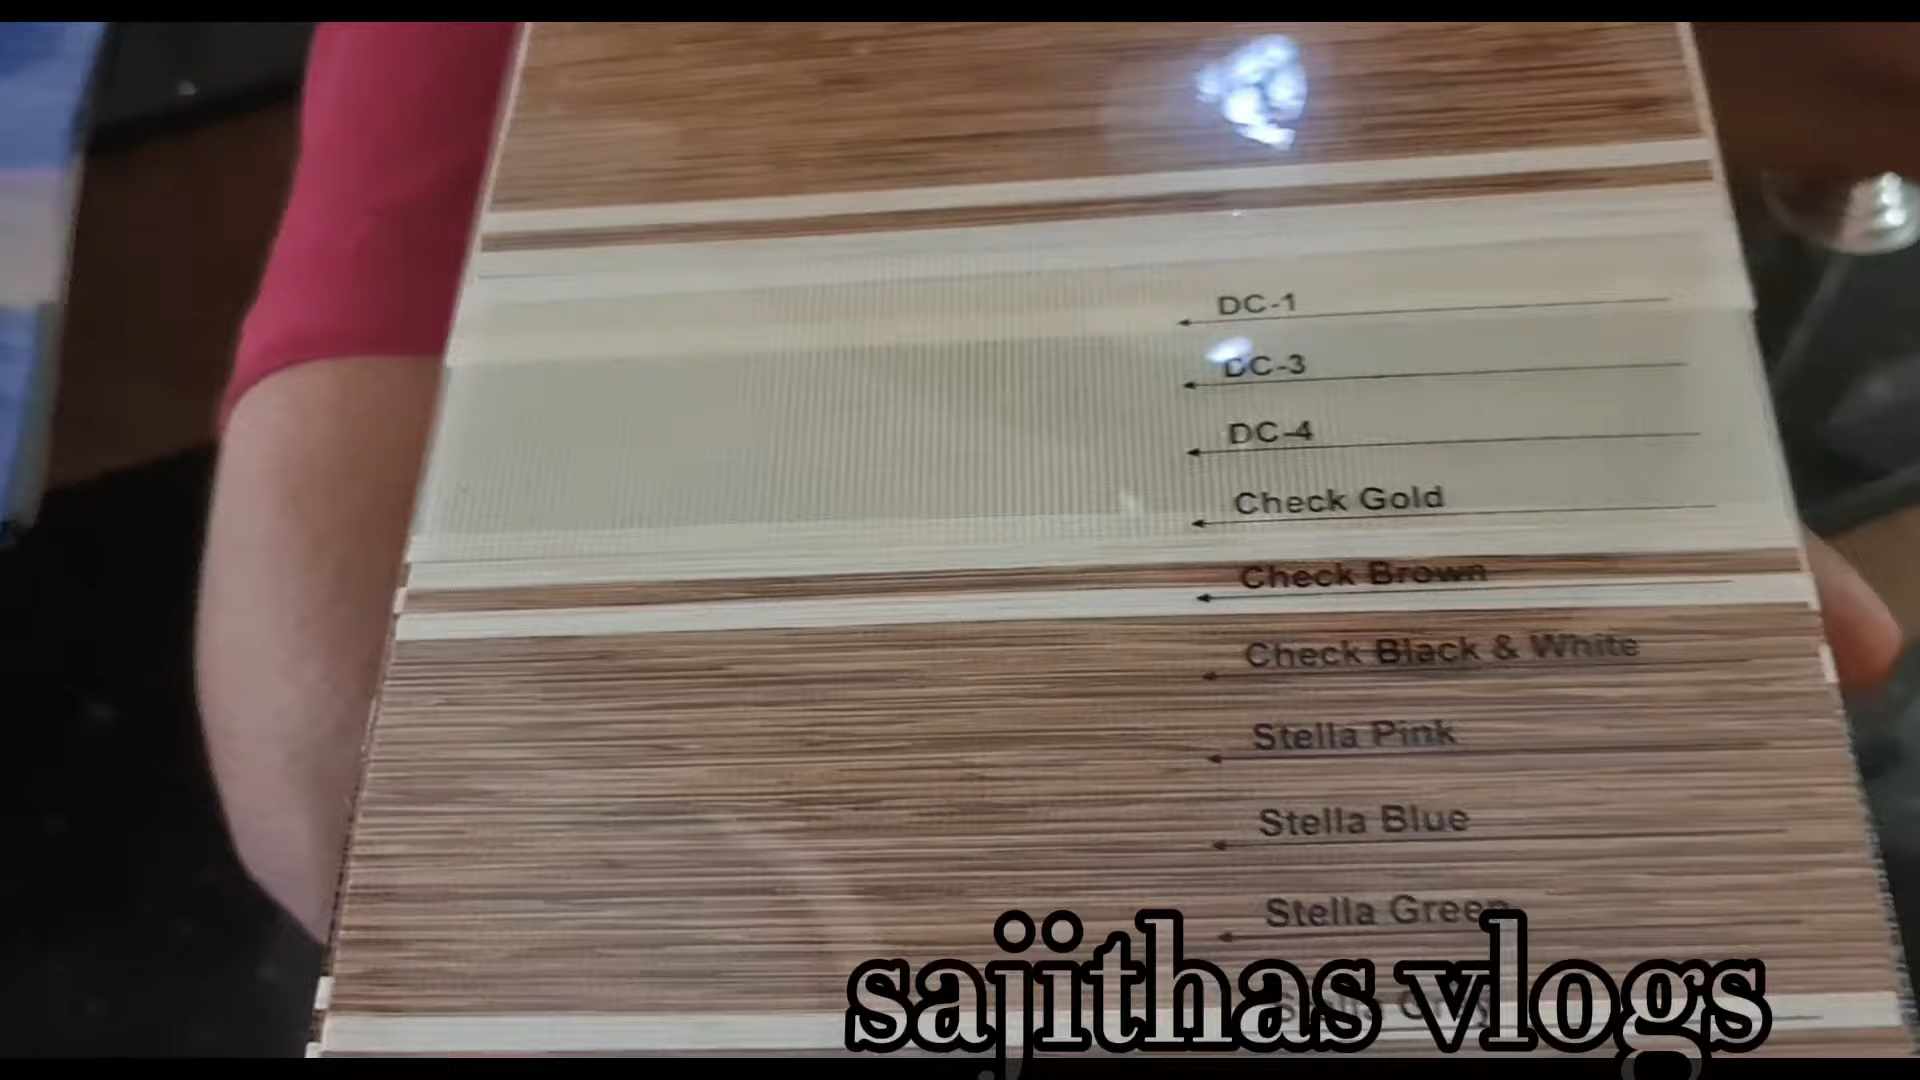 DC-1
DC-3
DC-4
Check Gold
Check Brown
Check Black & White
Stella Pink
Stella Blue
Stella Green
Stella
sajithas vlogs